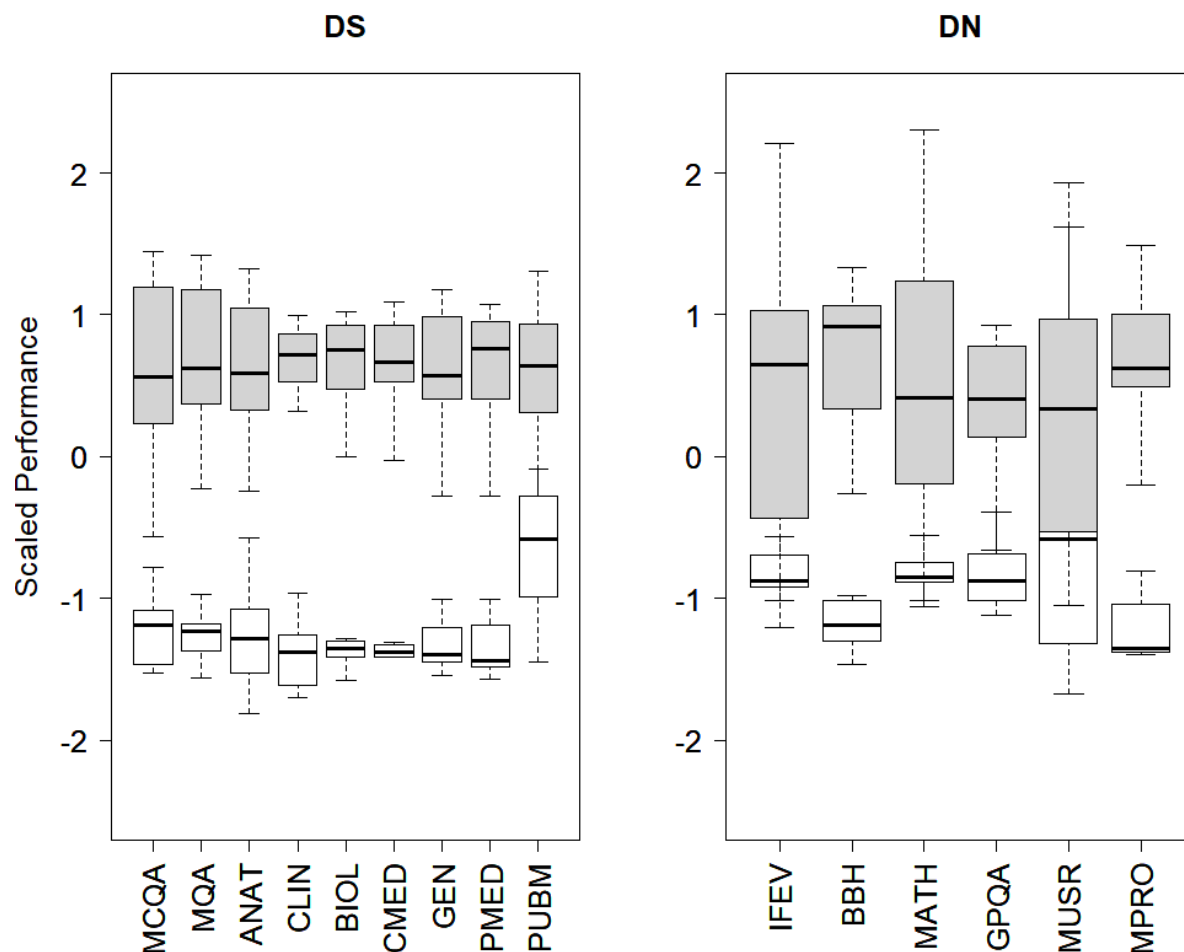 DS
DN
Scaled Performance
2
1
0
-1
-2
MCQA
MQA
ANAT
CLIN
BIOL
CMED
GEN
PMED
PUBM
2
1
0
-1
-2
IFEV
BBH
MATH
GPQA
MUSR
MPRO